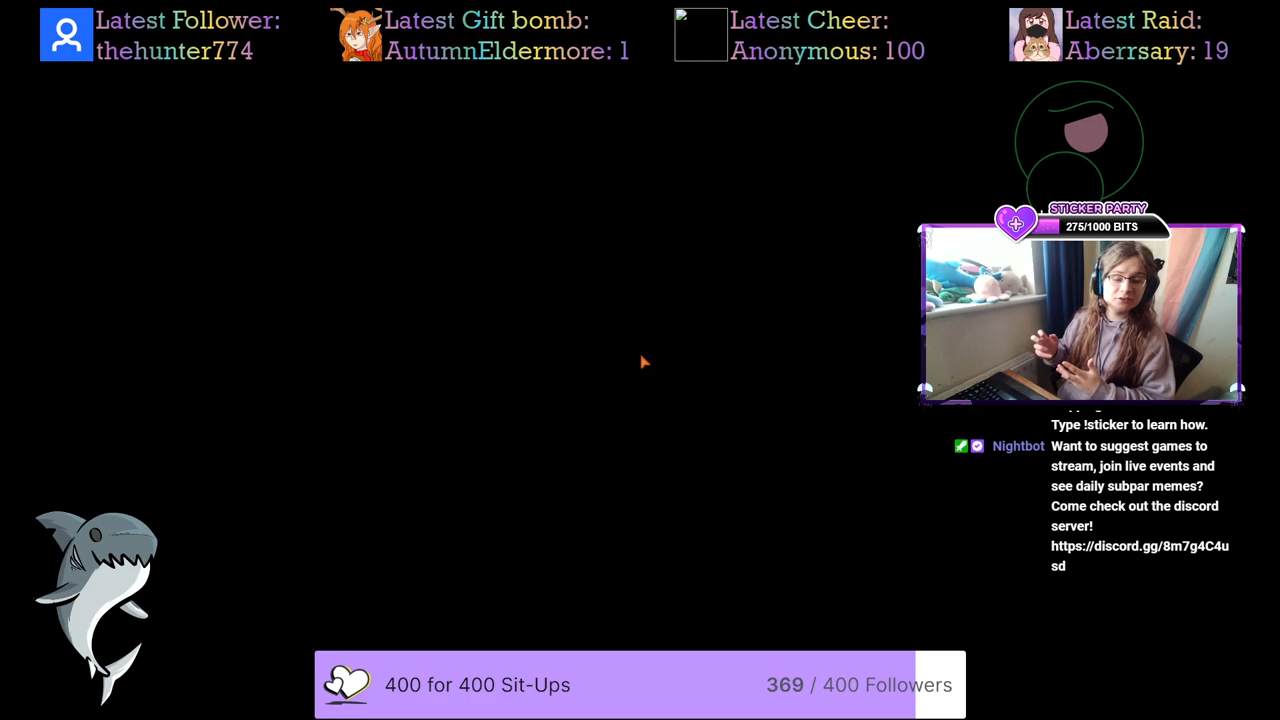 Latest Follower:
thehunter774
Latest Gift bomb:
AutumnEldermore: 1
Latest Cheer:
Anonymous: 100
Latest Raid:
Aberrsary: 19
STICKER PARTY
275/1000 BITS
Type !sticker to learn how.
Nightbot Want to suggest games to
stream, join live events and
see daily subpar memes?
Come check out the discord
server!
https://discord.gg/8m7g4C4u
sd
400 for 400 Sit-Ups 369 / 400 Followers